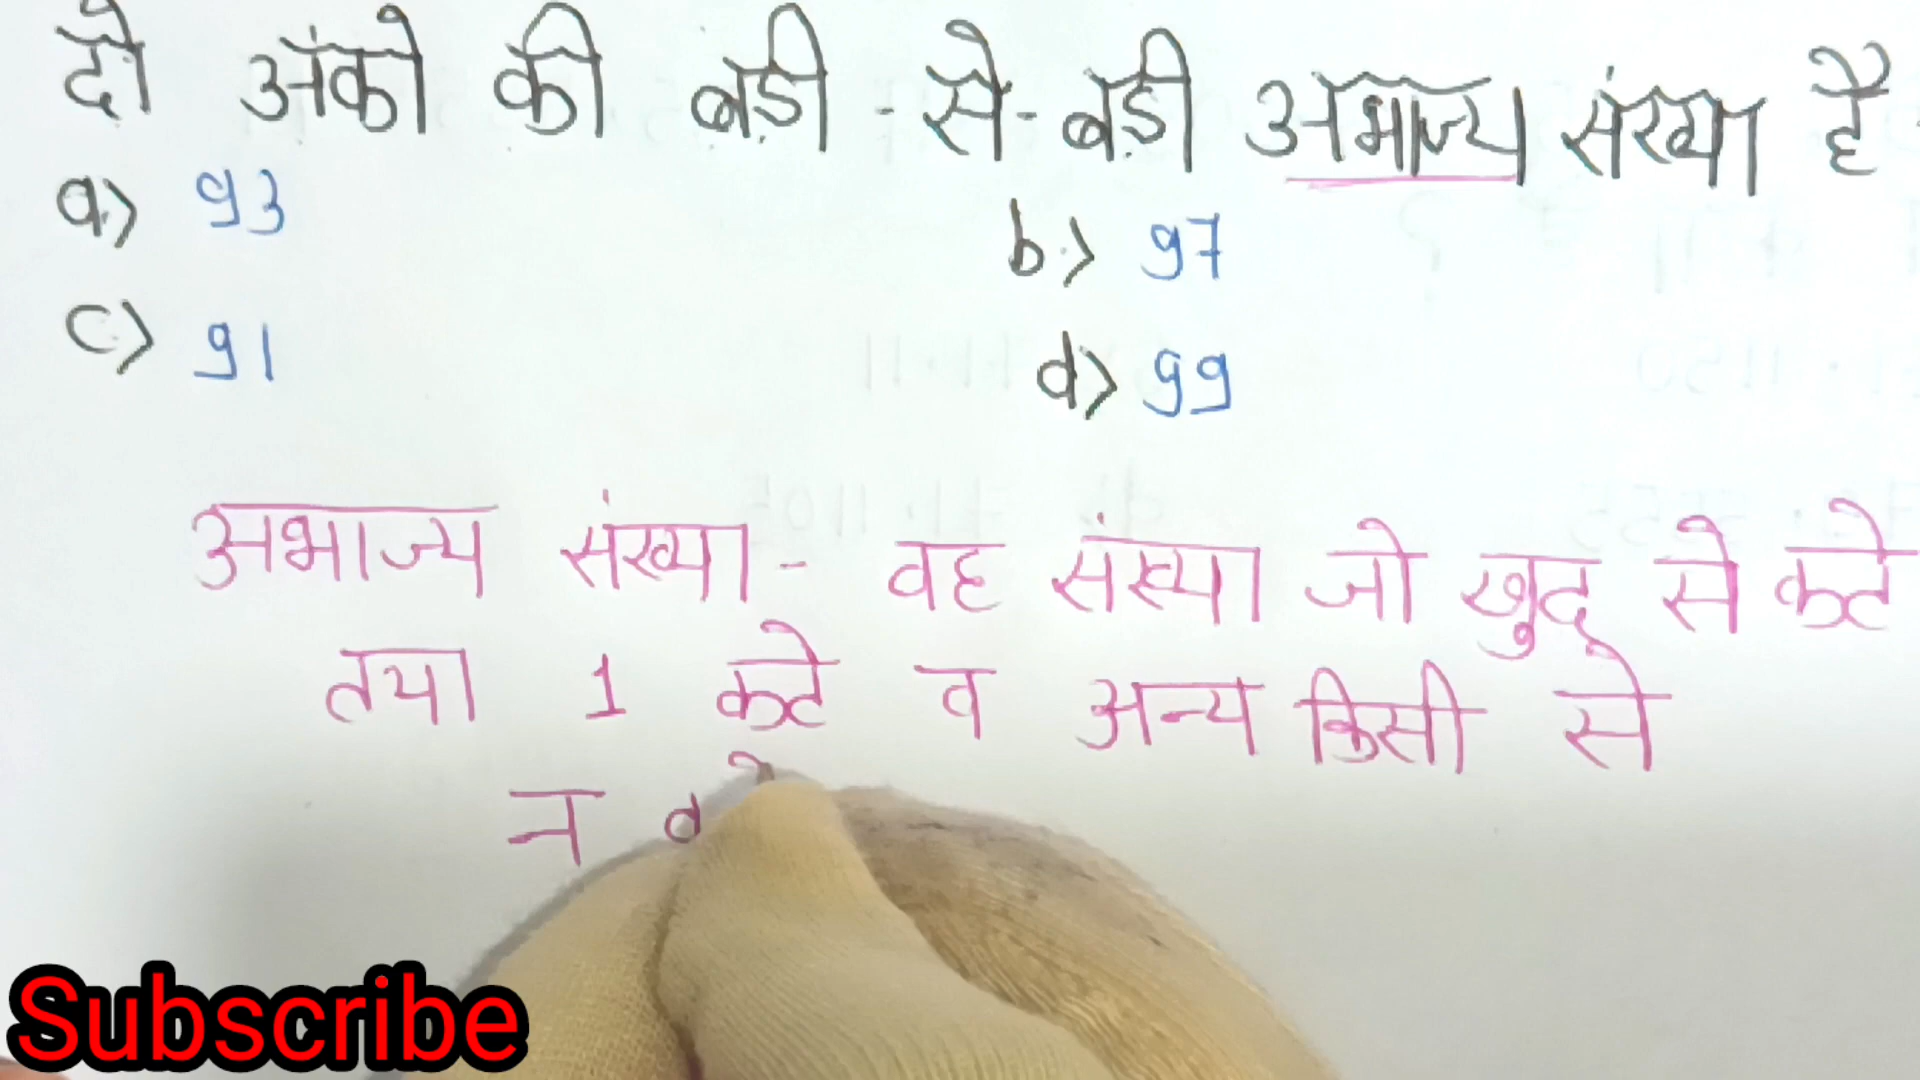 दो अंको की बड़ी-से-बड़ी अभाज्य संख्या है
a> 93
b.> 97
c> 91
d> 99
अभाज्य संख्या - वह संख्या जो खुद से कटे
तथा 1 कटे व अन्य किसी से
न
Subscribe